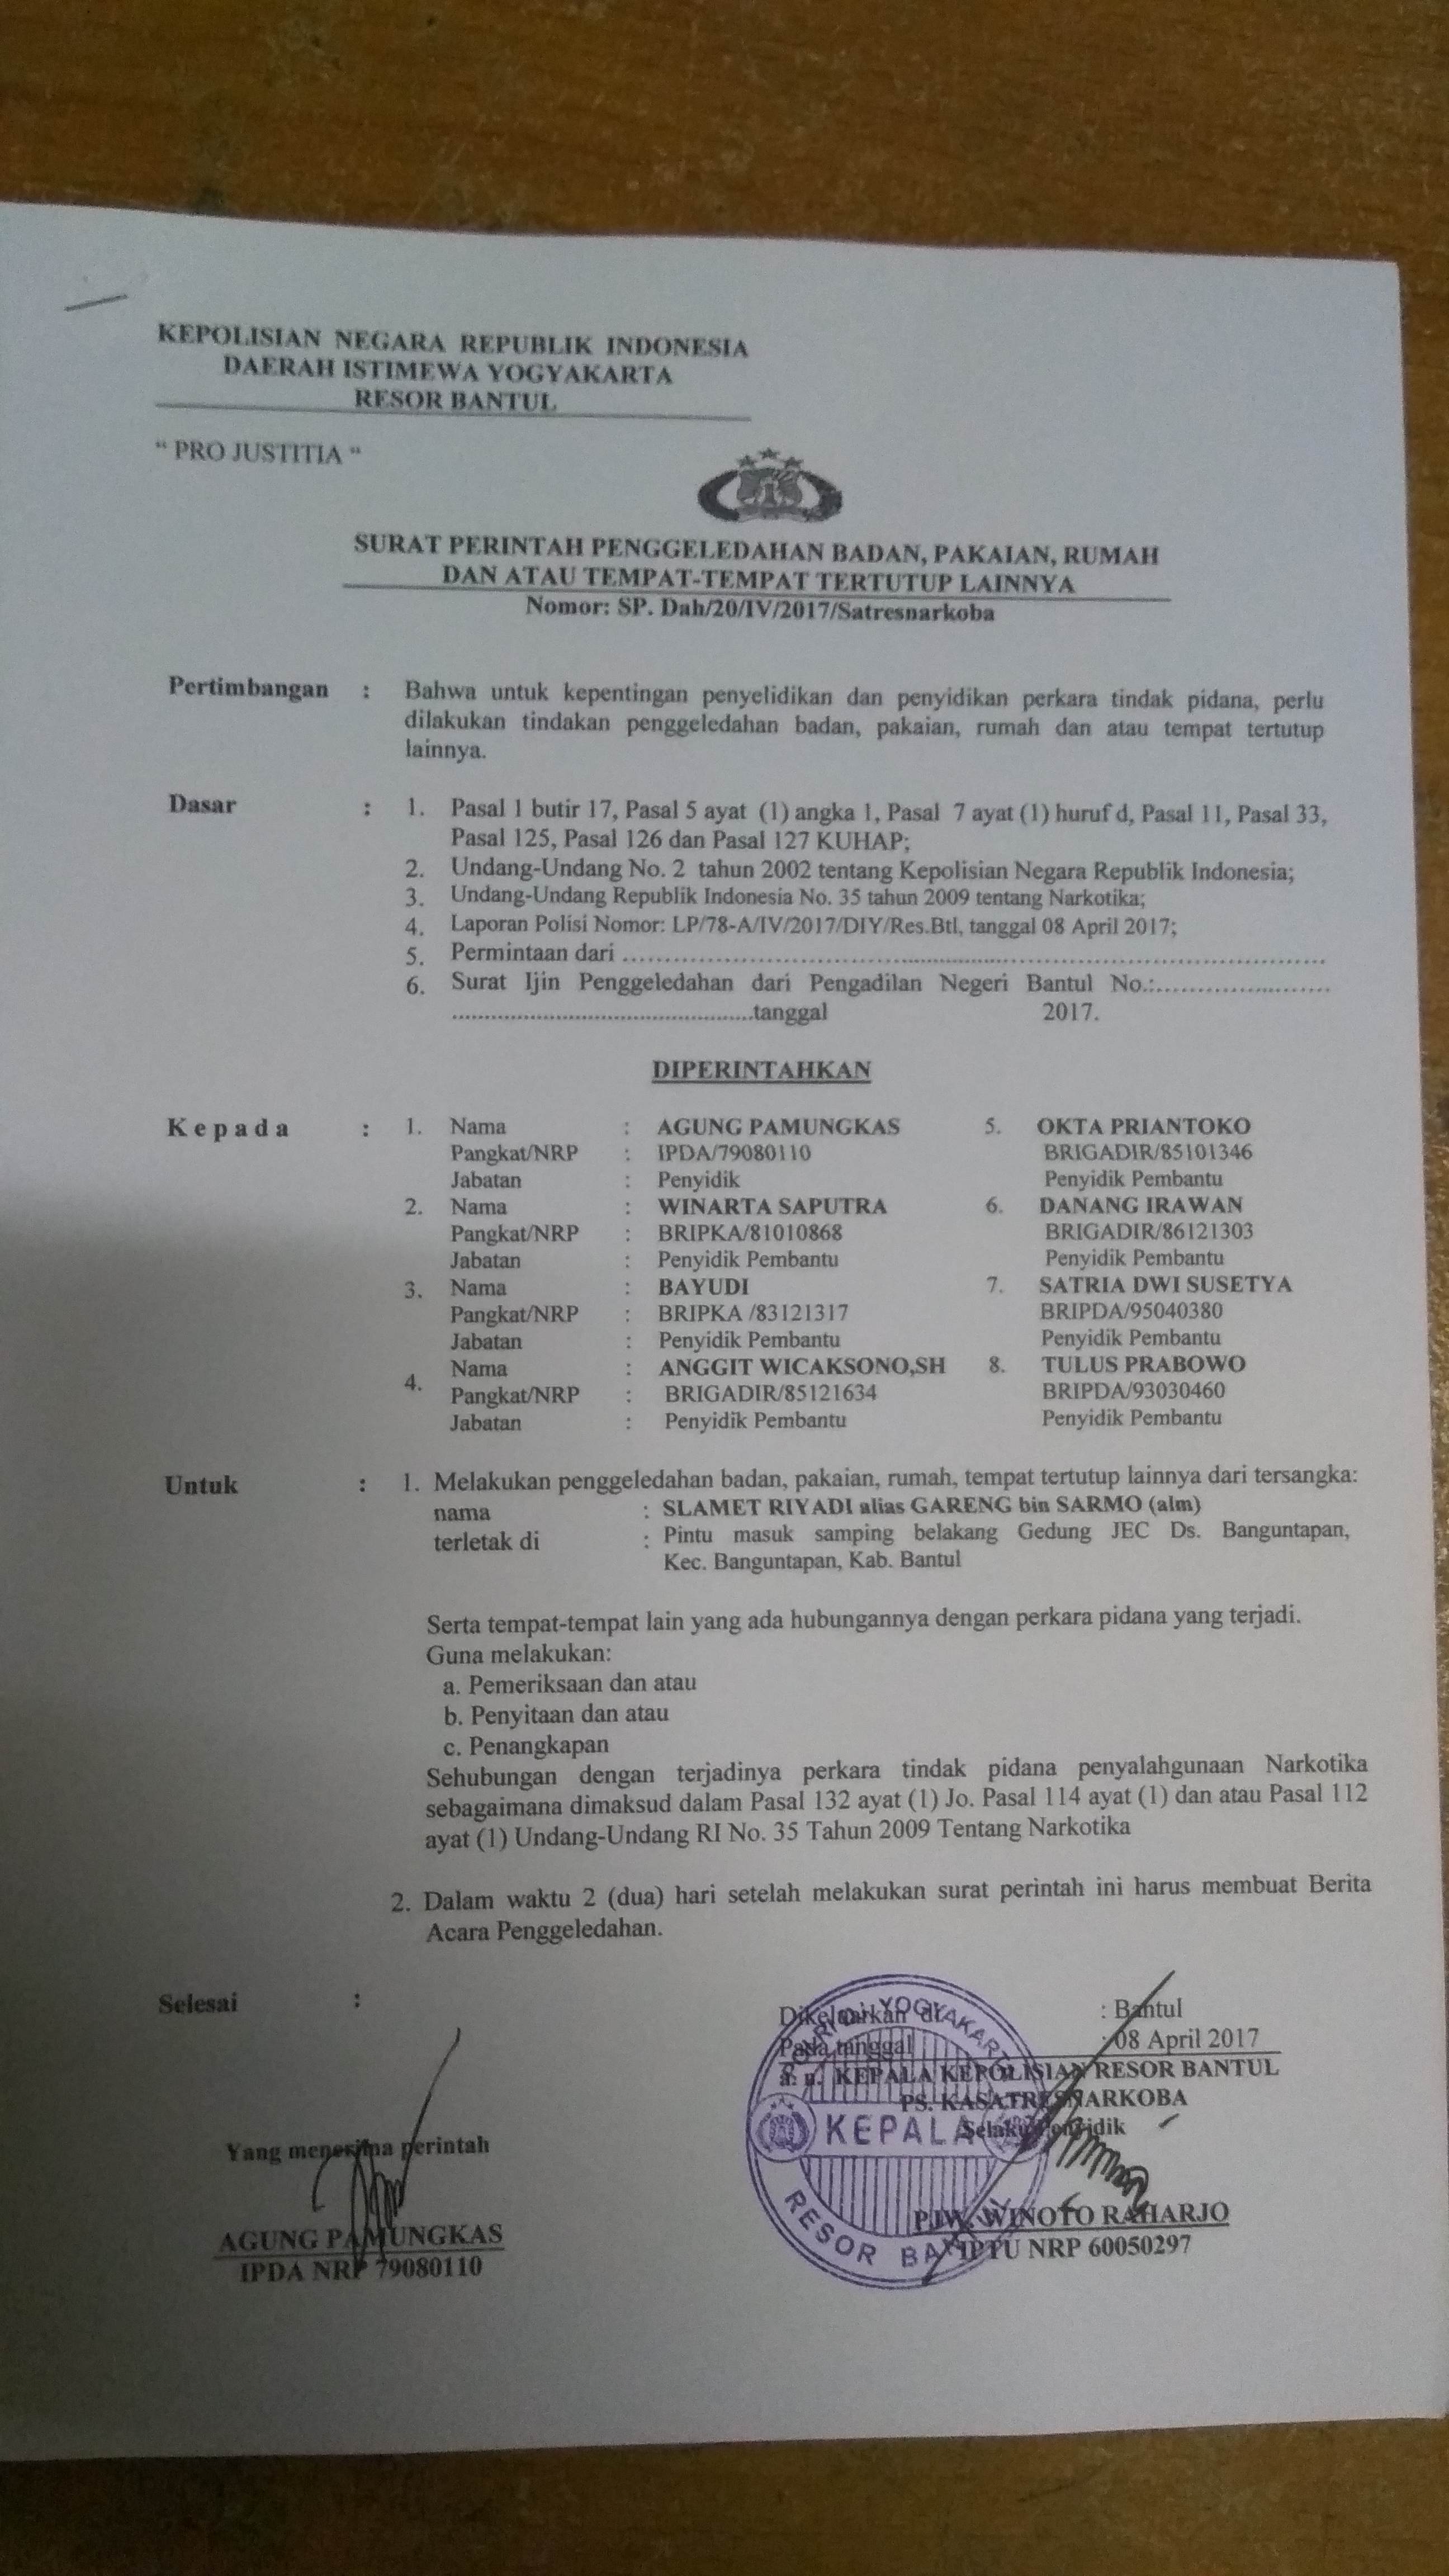 KEPOLISIAN NEGARA REPUBLIK INDONESIA
DAERAH ISTIMEWA YOGYAKARTA
RESOR BANTUL
“ PRO JUSTITIA “
SURAT PERINTAH PENGGELEDAHAN BADAN, PAKAIAN, RUMAH
DAN ATAU TEMPAT-TEMPAT TERTUTUP LAINNYA
Nomor: SP. Dah/20/IV/2017/Satresnarkoba
Pertimbangan : Bahwa untuk kepentingan penyelidikan dan penyidikan perkara tindak pidana, perlu
dilakukan tindakan penggeledahan badan, pakaian, rumah dan atau tempat tertutup
lainnya.
Dasar : 1. Pasal 1 butir 17, Pasal 5 ayat (1) angka 1, Pasal 7 ayat (1) huruf d, Pasal 11, Pasal 33,
Pasal 125, Pasal 126 dan Pasal 127 KUHAP;
2. Undang-Undang No. 2 tahun 2002 tentang Kepolisian Negara Republik Indonesia;
3. Undang-Undang Republik Indonesia No. 35 tahun 2009 tentang Narkotika;
4. Laporan Polisi Nomor: LP/78-A/IV/2017/DIY/Res.Btl, tanggal 08 April 2017;
5. Permintaan dari ..........................................................................................
6. Surat Ijin Penggeledahan dari Pengadilan Negeri Bantul No.:........................
................................................tanggal 2017.
DIPERINTAHKAN
Kepada : 1. Nama : AGUNG PAMUNGKAS 5. OKTA PRIANTOKO
Pangkat/NRP : IPDA/79080110 BRIGADIR/85101346
Jabatan : Penyidik Penyidik Pembantu
2. Nama : WINARTA SAPUTRA 6. DANANG IRAWAN
Pangkat/NRP : BRIPKA/81010868 BRIGADIR/86121303
Jabatan : Penyidik Pembantu Penyidik Pembantu
3. Nama : BAYUDI 7. SATRIA DWI SUSETYA
Pangkat/NRP : BRIPKA /83121317 BRIPDA/95040380
Jabatan : Penyidik Pembantu Penyidik Pembantu
4. Nama : ANGGIT WICAKSONO,SH 8. TULUS PRABOWO
Pangkat/NRP : BRIGADIR/85121634 BRIPDA/93030460
Jabatan : Penyidik Pembantu Penyidik Pembantu
Untuk : 1. Melakukan penggeledahan badan, pakaian, rumah, tempat tertutup lainnya dari tersangka:
nama : SLAMET RIYADI alias GARENG bin SARMO (alm)
terletak di : Pintu masuk samping belakang Gedung JEC Ds. Banguntapan,
Kec. Banguntapan, Kab. Bantul
Serta tempat-tempat lain yang ada hubungannya dengan perkara pidana yang terjadi.
Guna melakukan:
a. Pemeriksaan dan atau
b. Penyitaan dan atau
c. Penangkapan
Sehubungan dengan terjadinya perkara tindak pidana penyalahgunaan Narkotika
sebagaimana dimaksud dalam Pasal 132 ayat (1) Jo. Pasal 114 ayat (1) dan atau Pasal 112
ayat (1) Undang-Undang RI No. 35 Tahun 2009 Tentang Narkotika
2. Dalam waktu 2 (dua) hari setelah melakukan surat perintah ini harus membuat Berita
Acara Penggeledahan.
Selesai :
Dikeluarkan di : Bantul
Pada tanggal : 08 April 2017
a. n. KEPALA KEPOLISIAN RESOR BANTUL
PS. KASATRESNARKOBA
Selaku Penyidik
KEPALA
RESOR BANTUL
Yang menerima perintah
AGUNG PAMUNGKAS
IPDA NRP 79080110
PJW. WINOTO RAHARJO
IPTU NRP 60050297